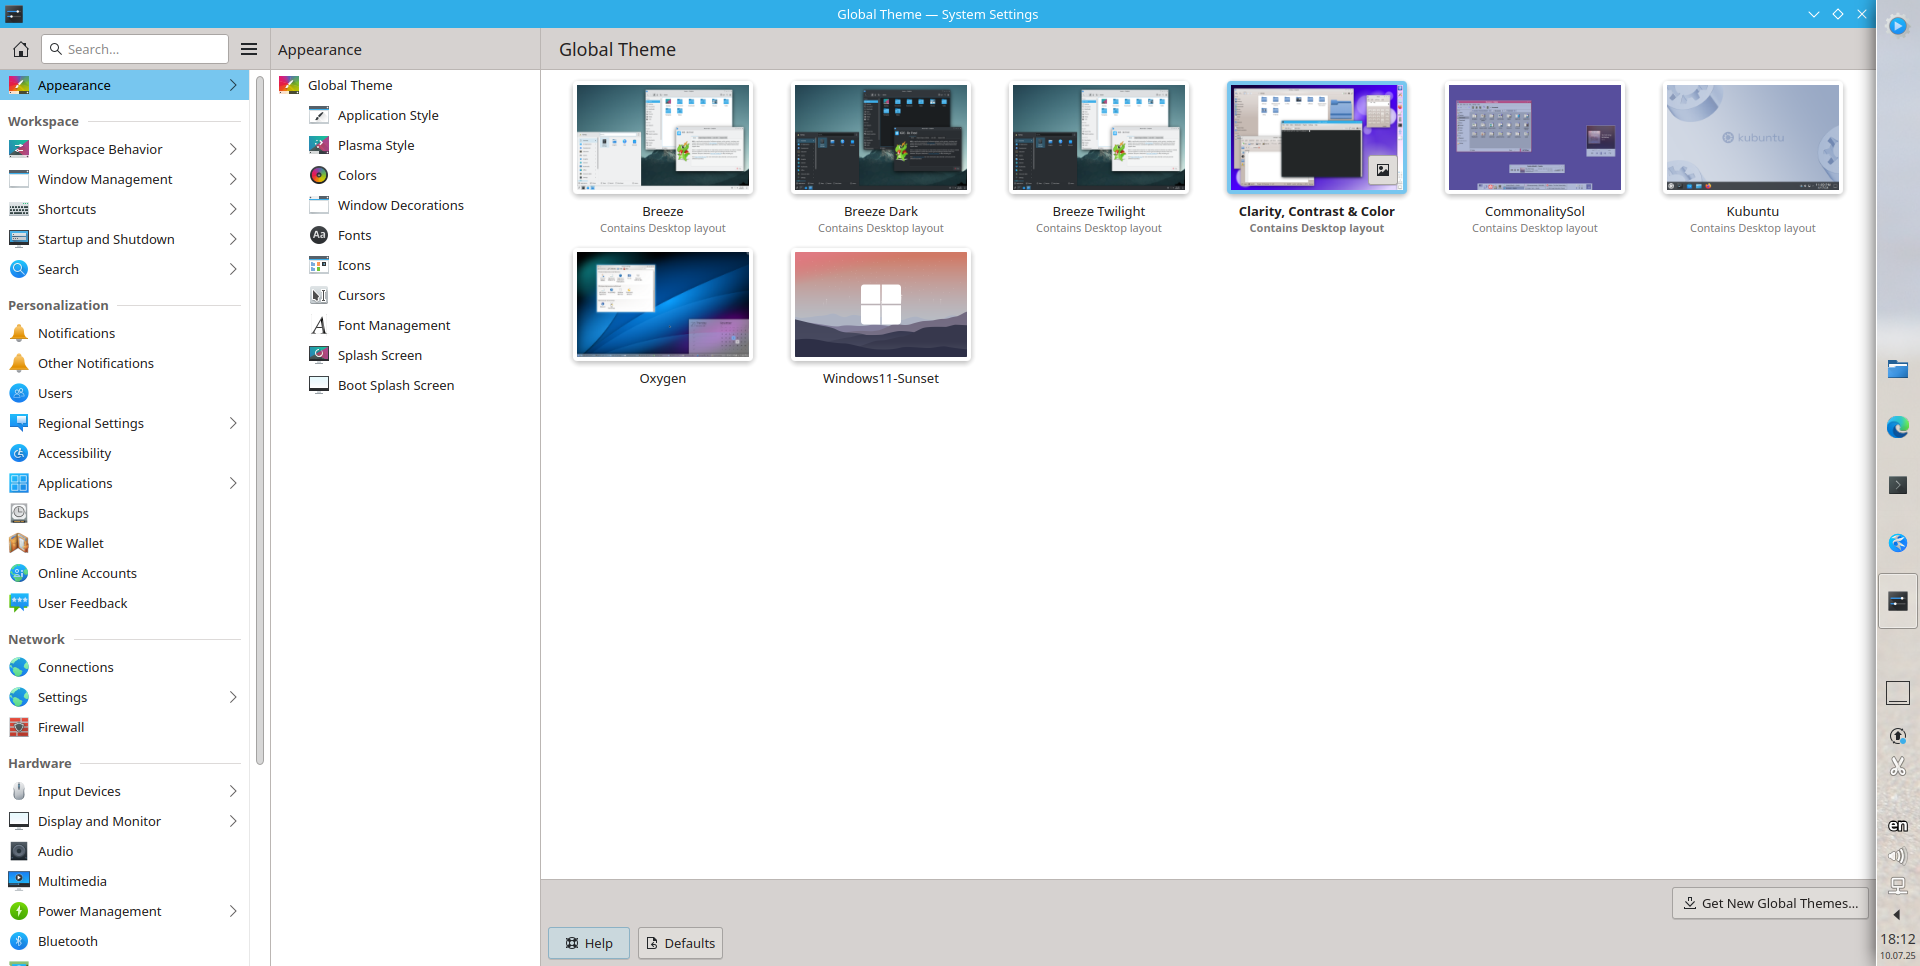 Global Theme — System Settings
Search...
Appearance
Workspace
Workspace Behavior
Window Management
Shortcuts
Startup and Shutdown
Search
Personalization
Notifications
Other Notifications
Users
Regional Settings
Accessibility
Applications
Backups
KDE Wallet
Online Accounts
User Feedback
Network
Connections
Settings
Firewall
Hardware
Input Devices
Display and Monitor
Audio
Multimedia
Power Management
Bluetooth
Appearance
Global Theme
Application Style
Plasma Style
Colors
Window Decorations
Aa
Fonts
Icons
Cursors
A
Font Management
Splash Screen
Boot Splash Screen
Global Theme
Breeze
Contains Desktop layout
Breeze Dark
Contains Desktop layout
Breeze Twilight
Contains Desktop layout
Clarity, Contrast & Color
Contains Desktop layout
CommonalitySol
Contains Desktop layout
kubuntu
Kubuntu
Contains Desktop layout
Oxygen
Windows11-Sunset
Get New Global Themes...
Help
Defaults
en
18:12
10.07.25